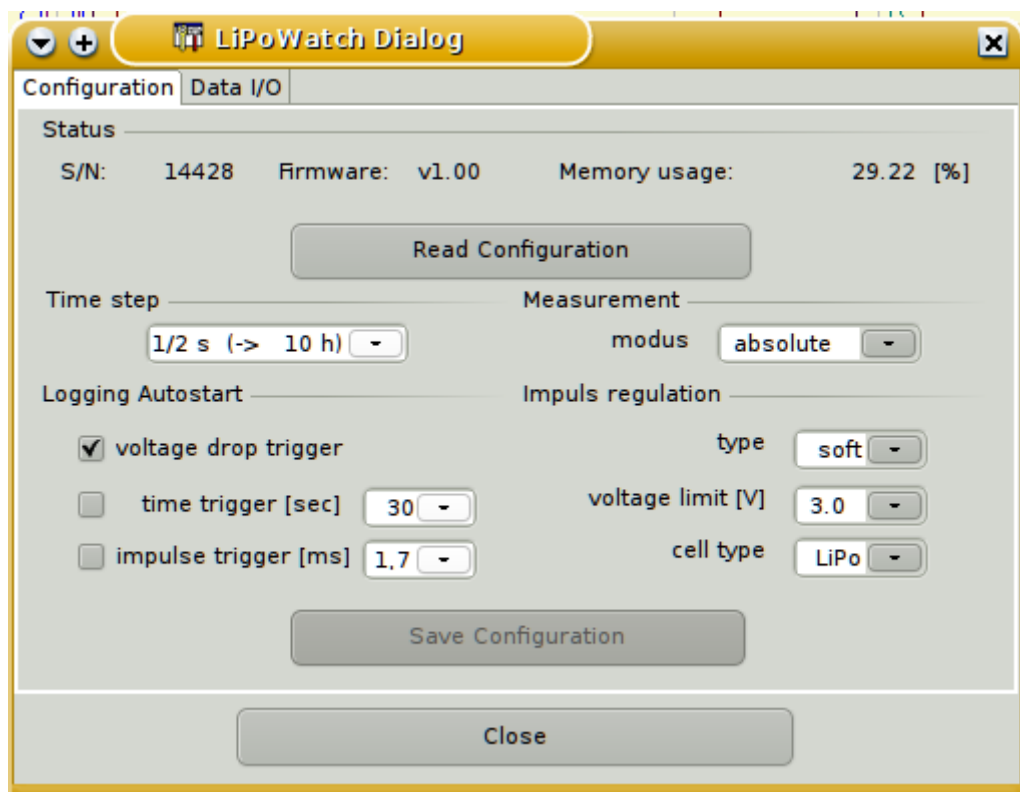 LiPoWatch Dialog
Configuration Data I/O
Status
S/N: 14428 Firmware: v1.00 Memory usage: 29.22 [%]
Read Configuration
Time step Measurement
1/2 s (-> 10 h) modus absolute
Logging Autostart Impuls regulation
voltage drop trigger type soft
time trigger [sec] 30 voltage limit [V] 3.0
impulse trigger [ms] 1,7 cell type LiPo
Save Configuration
Close